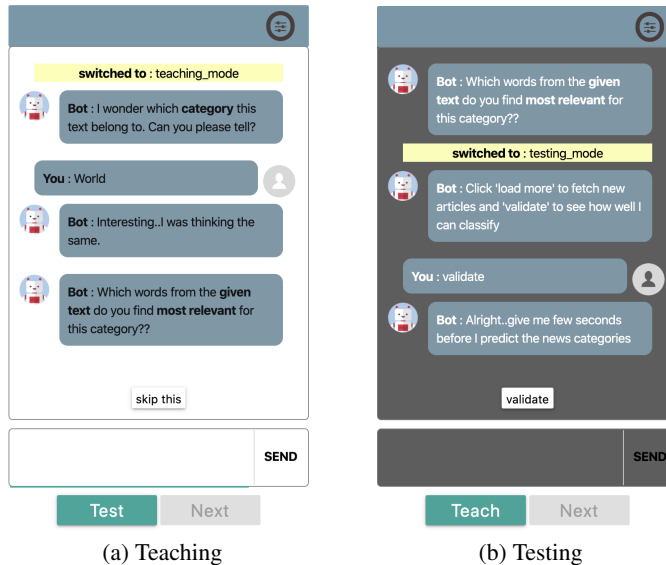 switched to : teaching_mode
Bot : I wonder which category this
text belong to. Can you please tell?
You : World
Bot : Interesting..I was thinking the
same.
Bot : Which words from the given
text do you find most relevant for
this category??
skip this
SEND
Test
Next
(a) Teaching
Bot : Which words from the given
text do you find most relevant for
this category??
switched to : testing_mode
Bot : Click 'load more' to fetch new
articles and 'validate' to see how well I
can classify
You : validate
Bot : Alright..give me few seconds
before I predict the news categories
validate
SEND
Teach
Next
(b) Testing